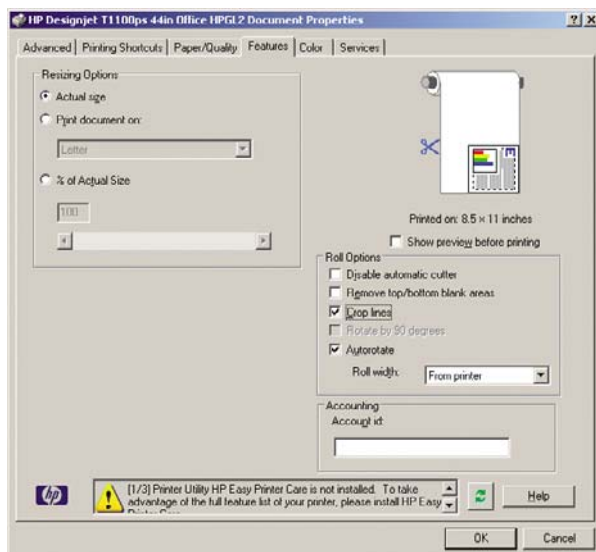 HP Designjet T1100ps 44in Office HPGL2 Document Properties
Advanced Printing Shortcuts Paper/Quality Features Color Services
Resizing Options
Actual size
Print document on:
Letter
% of Actual Size
100
Printed on: 8.5 × 11 inches
Show preview before printing
Roll Options
Disable automatic cutter
Remove top/bottom blank areas
Crop lines
Rotate by 90 degrees
Autorotate
Roll width: From printer
Accounting
Account id:
hp
[1/3] Printer Utility HP Easy Printer Care is not installed. To take
advantage of the full feature list of your printer, please install HP Easy
Printer Care
Help
OK Cancel